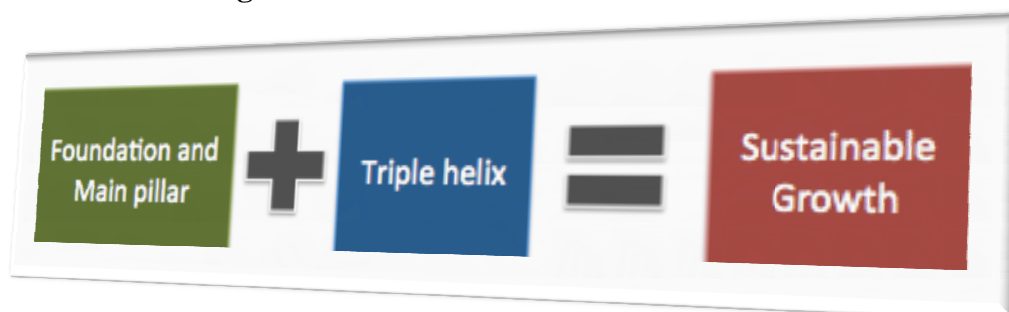 Foundation and
Main pillar
Triple helix
Sustainable
Growth